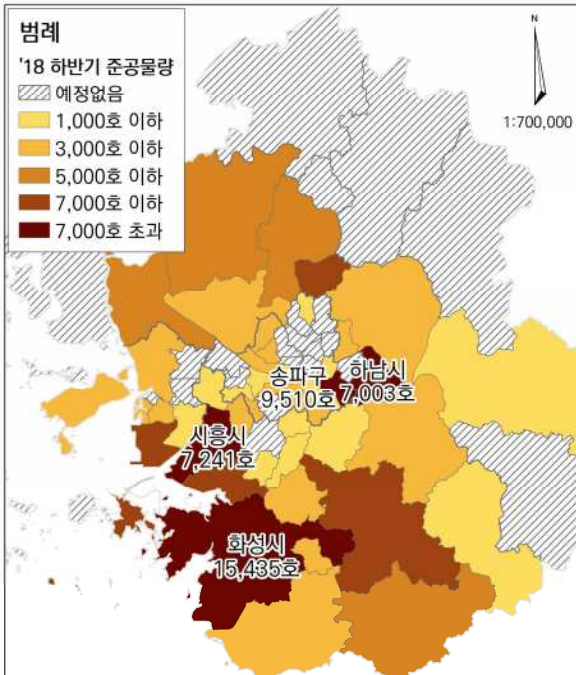 범례
'18 하반기 준공물량
예정없음
1,000호 이하
3,000호 이하
5,000호 이하
7,000호 이하
7,000호 초과
N
1:700,000
송파구
9,510호
하남시
7,003호
시흥시
7,241호
화성시
15,435호